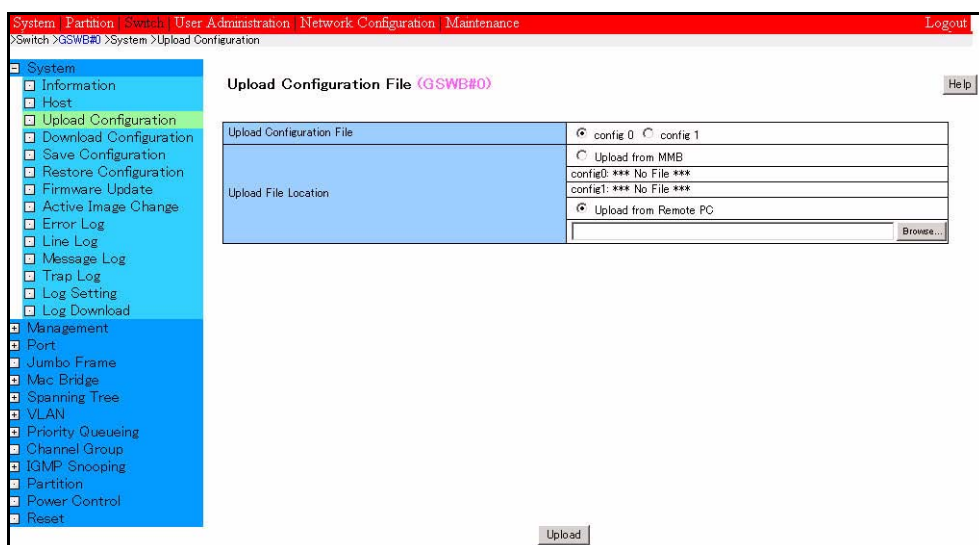 System | Partition | Switch | User Administration | Network Configuration | Maintenance Logout
>Switch >GSWB#0 >System >Upload Configuration
System
Information
Host
Upload Configuration
Download Configuration
Save Configuration
Restore Configuration
Firmware Update
Active Image Change
Error Log
Line Log
Message Log
Trap Log
Log Setting
Log Download
Management
Port
Jumbo Frame
Mac Bridge
Spanning Tree
VLAN
Priority Queueing
Channel Group
IGMP Snooping
Partition
Power Control
Reset
Upload Configuration File (GSWB#0)
Help
Upload Configuration File config 0 config 1
Upload File Location
Upload from MMB
config0: *** No File ***
config1: *** No File ***
Upload from Remote PC
Browse...
Upload